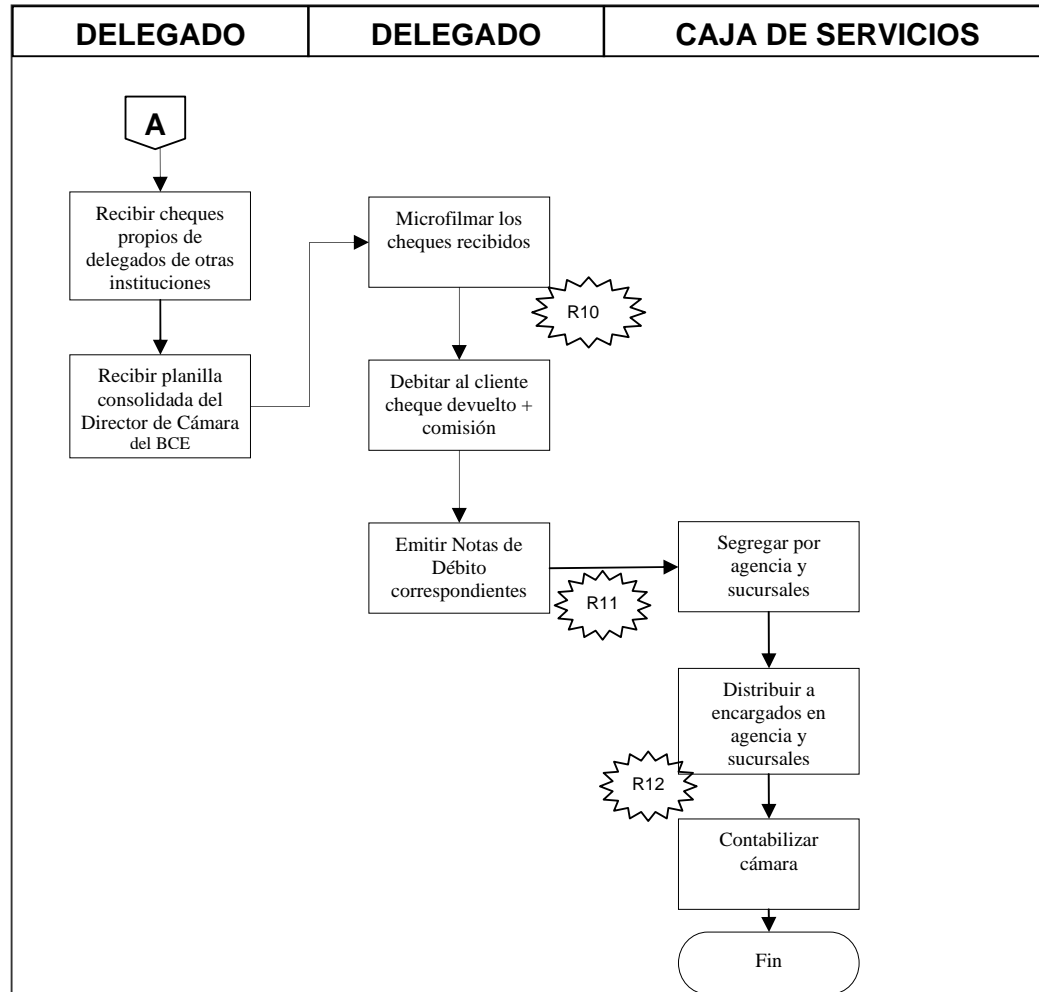 DELEGADO
DELEGADO
CAJA DE SERVICIOS
A
Recibir cheques
propios de
delegados de otras
instituciones
Recibir planilla
consolidada del
Director de Cámara
del BCE
Microfilmar los
cheques recibidos
R10
Debitar al cliente
cheque devuelto +
comisión
Emitir Notas de
Débito
correspondientes
R11
Segregar por
agencia y
sucursales
Distribuir a
encargados en
agencia y
sucursales
R12
Contabilizar
cámara
Fin